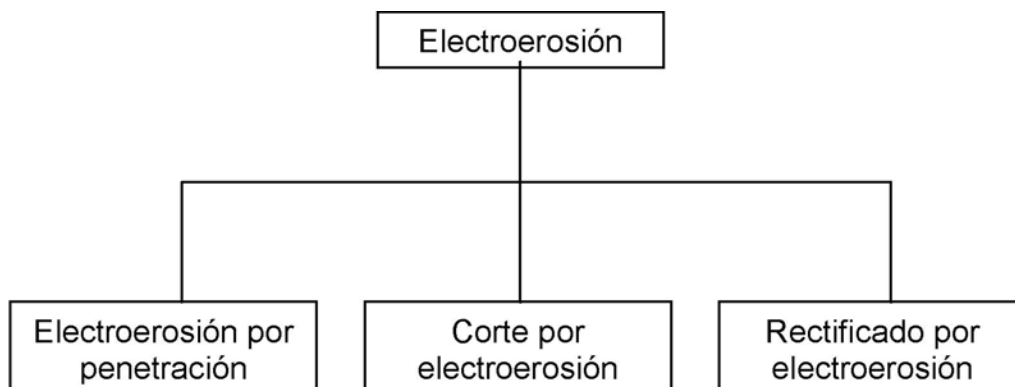 Electroerosión
Electroerosión por
penetración
Corte por
electroerosión
Rectificado por
electroerosión